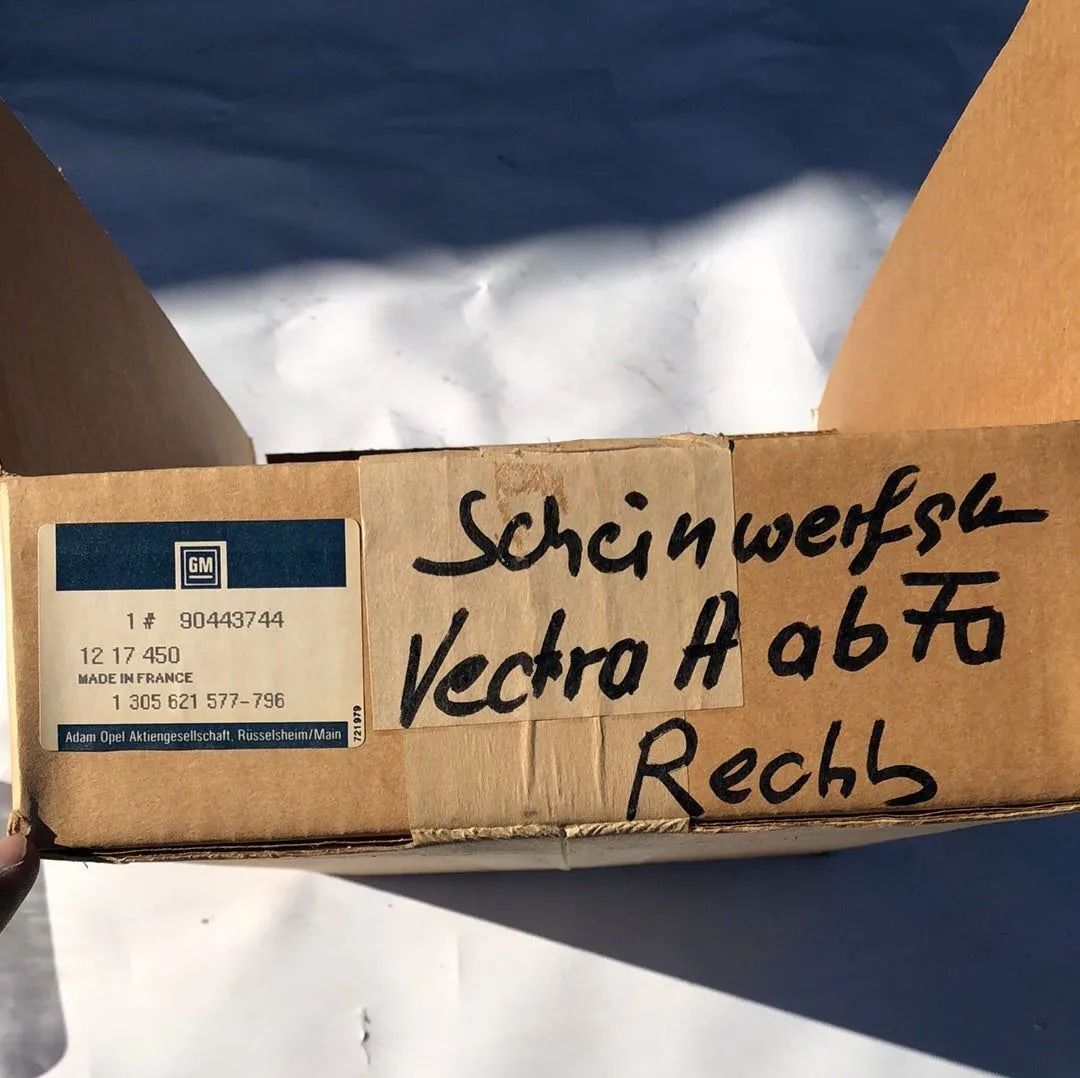 GM
1 # 90443744
12 17 450
MADE IN FRANCE
1 305 621 577-796
721979
Adam Opel Aktiengesellschaft, Rüsselsheim/Main
Scheinwerfer
Vectra A ab Fa
Rechts